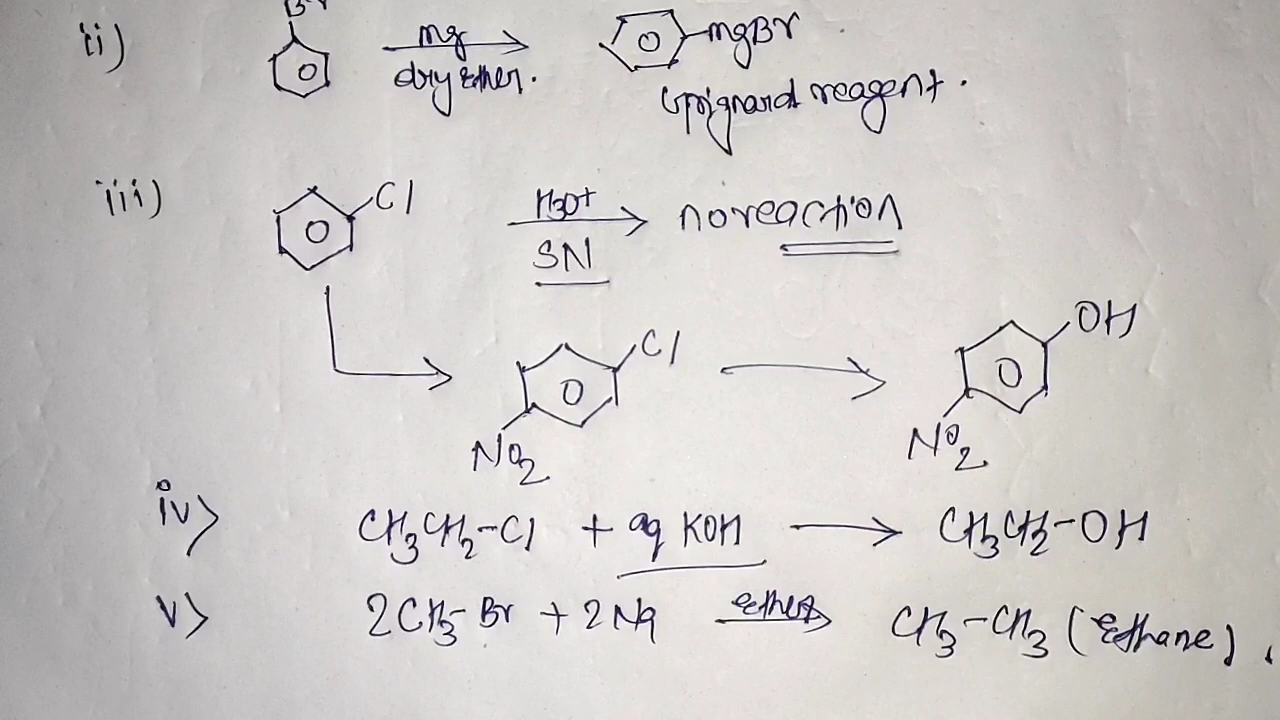 Br
ii) Mg dry ether. MgBr
Grignard reagent.
iii) Cl H3O+ SN no reaction
Cl NO2 OH NO2
iv> CH3CH2-Cl + aq KOH CH3CH2-OH
v> 2CH3-Br + 2Na ether CH3-CH3 (Ethane).